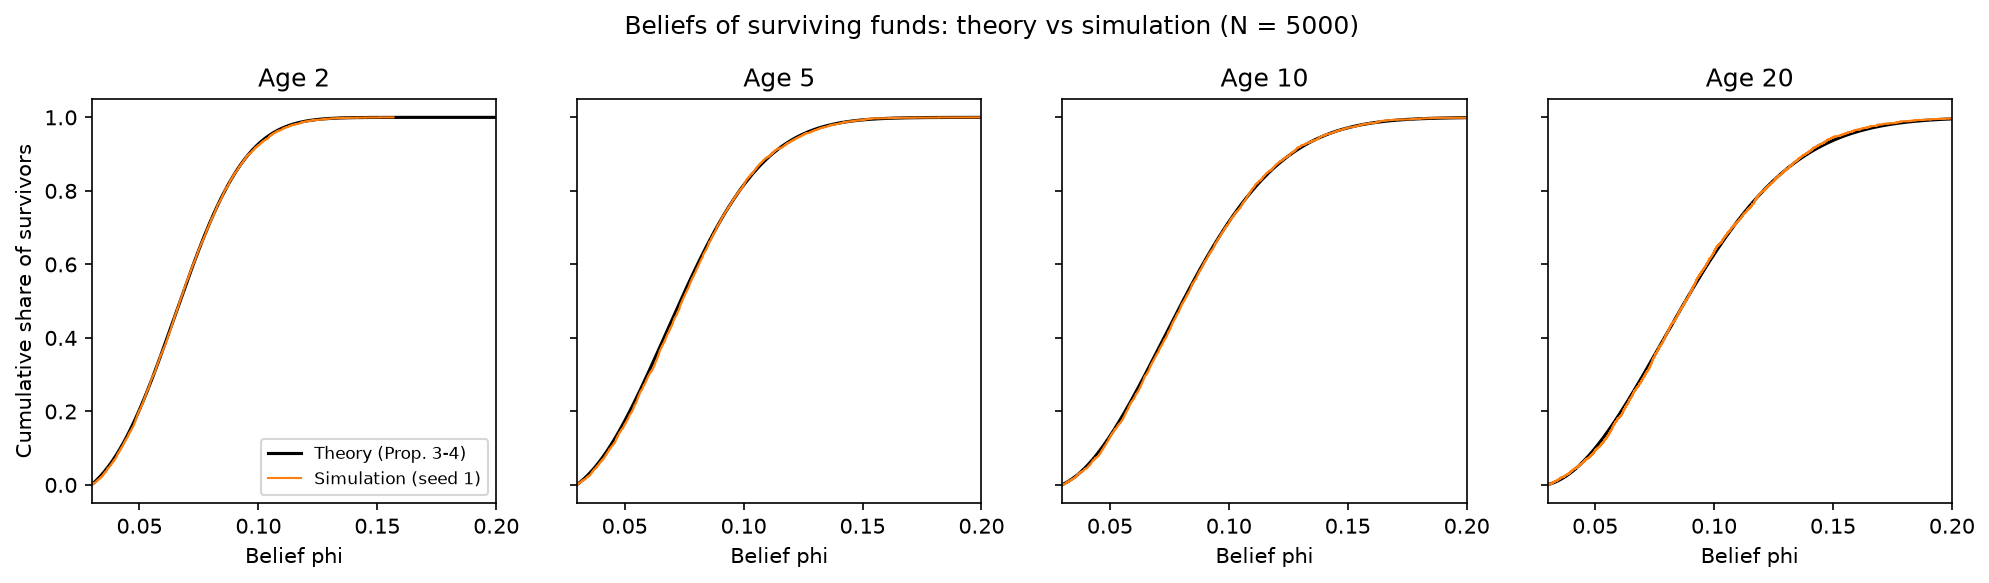 Beliefs of surviving funds: theory vs simulation (N = 5000)
Age 2
Age 5
Age 10
Age 20
Cumulative share of survivors
1.0
0.8
0.6
0.4
0.2
0.0
Theory (Prop. 3-4)
Simulation (seed 1)
0.05 0.10 0.15 0.20
0.05 0.10 0.15 0.20
0.05 0.10 0.15 0.20
0.05 0.10 0.15 0.20
Belief phi
Belief phi
Belief phi
Belief phi